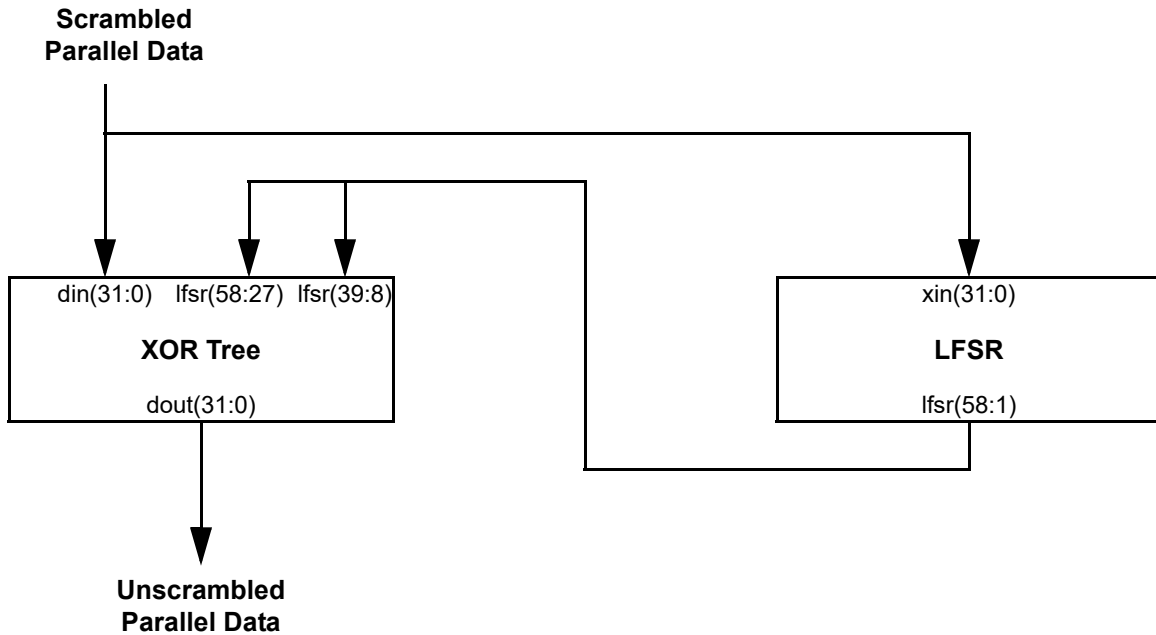 Scrambled
Parallel Data
din(31:0) lfsr(58:27) lfsr(39:8)
XOR Tree
dout(31:0)
xin(31:0)
LFSR
lfsr(58:1)
Unscrambled
Parallel Data